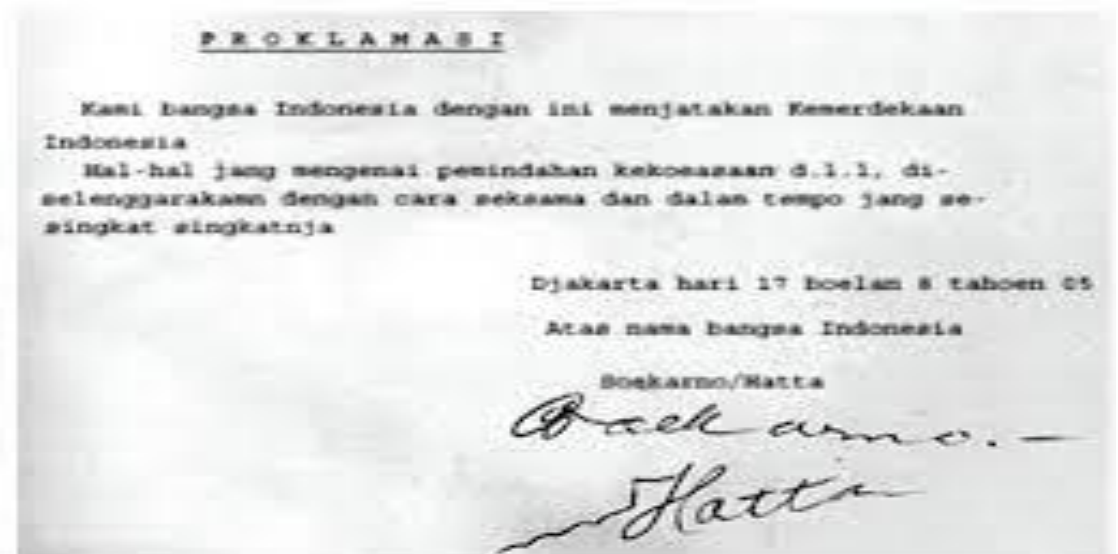 P R O K L A M A S I
Kami bangsa Indonesia dengan ini menjatakan Kemerdekaan
Indonesia
Hal-hal jang mengenai pemindahan kekoeasaan d.l.l, di-
selenggarakamn dengan cara seksama dan dalam tempo jang se-
singkat singkatnja
Djakarta hari 17 boelan 8 tahoen 05
Atas nama bangsa Indonesia
Soekarno/Hatta
Soekarno.-
Hatta